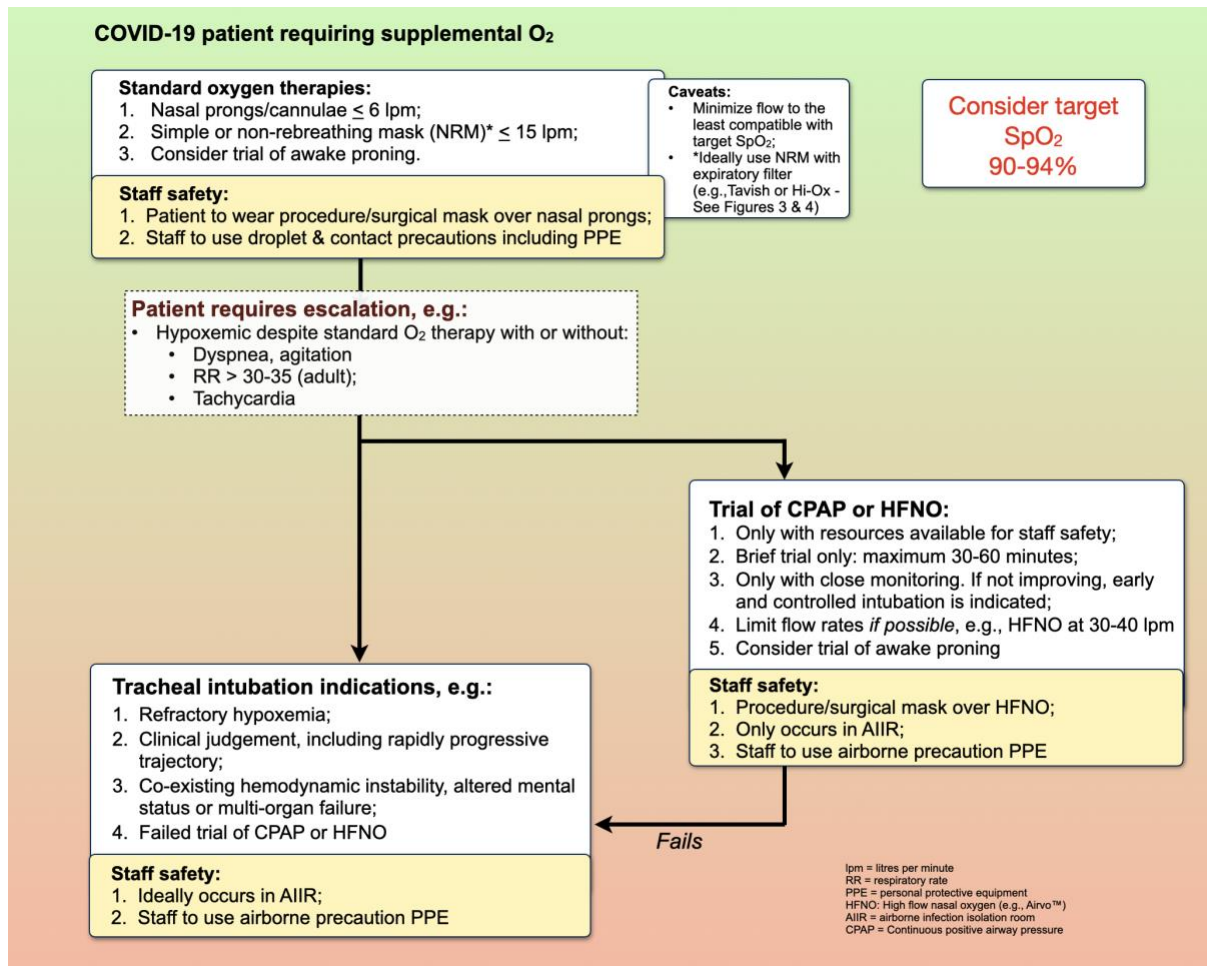 COVID-19 patient requiring supplemental O₂
Standard oxygen therapies:
1. Nasal prongs/cannulae ≤ 6 lpm;
2. Simple or non-rebreathing mask (NRM)* ≤ 15 lpm;
3. Consider trial of awake proning.
Staff safety:
1. Patient to wear procedure/surgical mask over nasal prongs;
2. Staff to use droplet & contact precautions including PPE
Caveats:
• Minimize flow to the
least compatible with
target SpO₂;
• *Ideally use NRM with
expiratory filter
(e.g.,Tavish or Hi-Ox -
See Figures 3 & 4)
Consider target
SpO₂
90-94%
Patient requires escalation, e.g.:
• Hypoxemic despite standard O₂ therapy with or without:
• Dyspnea, agitation
• RR > 30-35 (adult);
• Tachycardia
Trial of CPAP or HFNO:
1. Only with resources available for staff safety;
2. Brief trial only: maximum 30-60 minutes;
3. Only with close monitoring. If not improving, early
and controlled intubation is indicated;
4. Limit flow rates if possible, e.g., HFNO at 30-40 lpm
5. Consider trial of awake proning
Staff safety:
1. Procedure/surgical mask over HFNO;
2. Only occurs in AIIR;
3. Staff to use airborne precaution PPE
Fails
Tracheal intubation indications, e.g.:
1. Refractory hypoxemia;
2. Clinical judgement, including rapidly progressive
trajectory;
3. Co-existing hemodynamic instability, altered mental
status or multi-organ failure;
4. Failed trial of CPAP or HFNO
Staff safety:
1. Ideally occurs in AIIR;
2. Staff to use airborne precaution PPE
lpm = litres per minute
RR = respiratory rate
PPE = personal protective equipment
HFNO: High flow nasal oxygen (e.g., Airvo™)
AIIR = airborne infection isolation room
CPAP = Continuous positive airway pressure